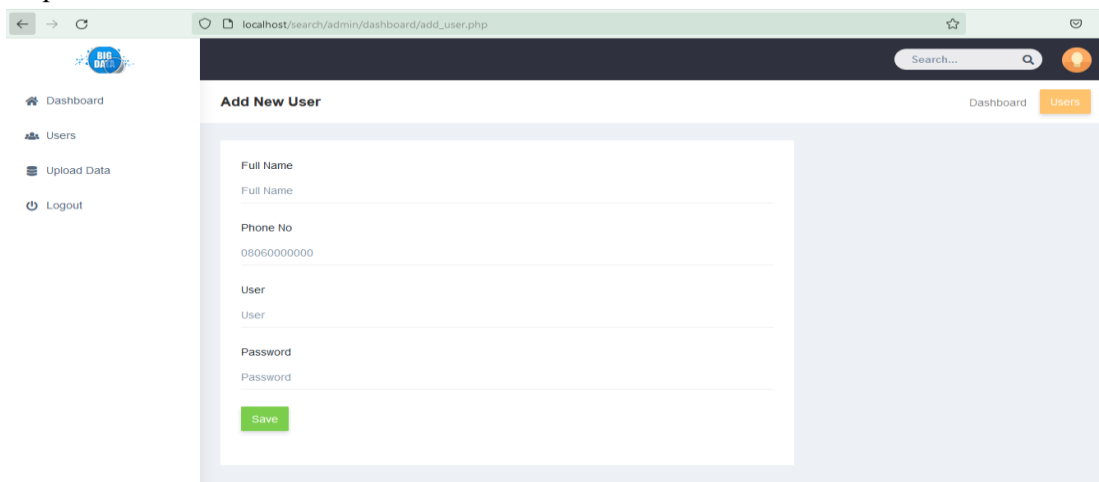 localhost/search/admin/dashboard/add_user.php
BIG
DATA
Search...
Dashboard
Users
Upload Data
Logout
Add New User
Dashboard
Users
Full Name
Full Name
Phone No
08060000000
User
User
Password
Password
Save